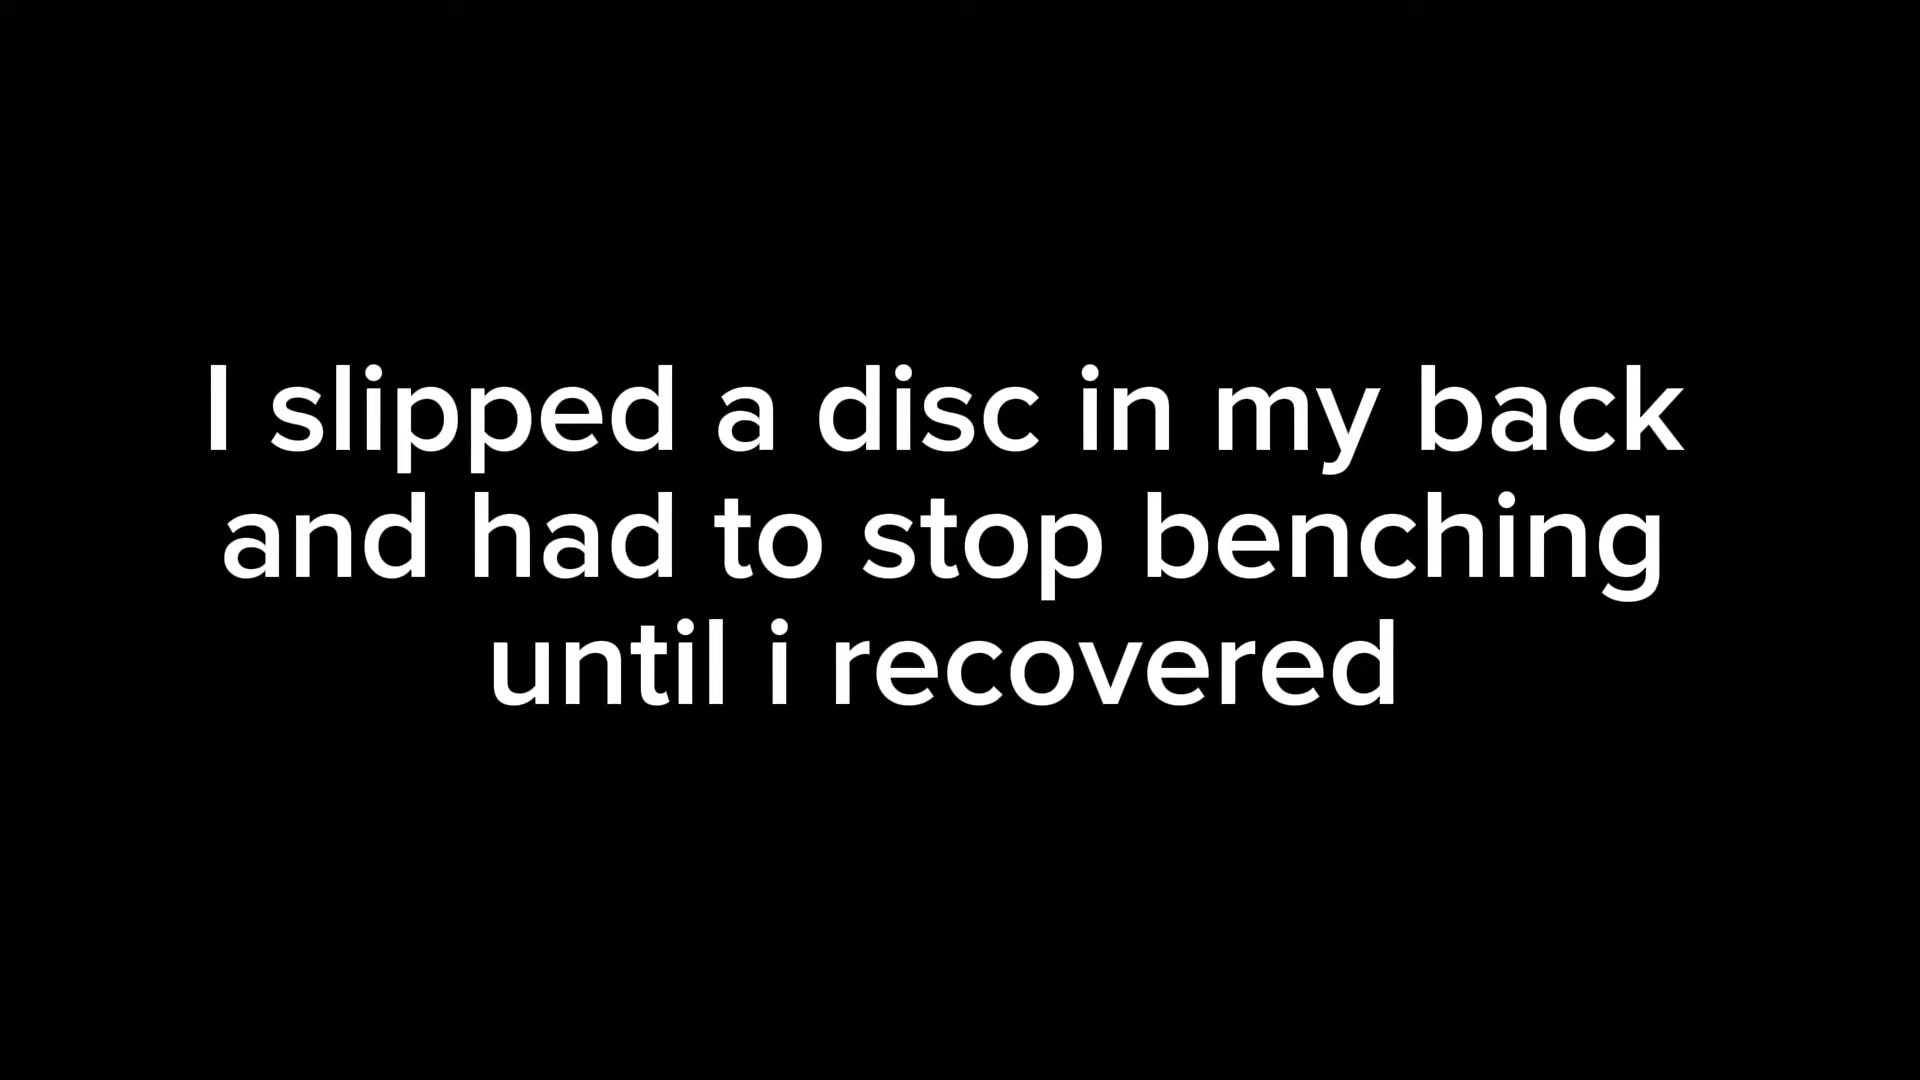 I slipped a disc in my back
and had to stop benching
until i recovered